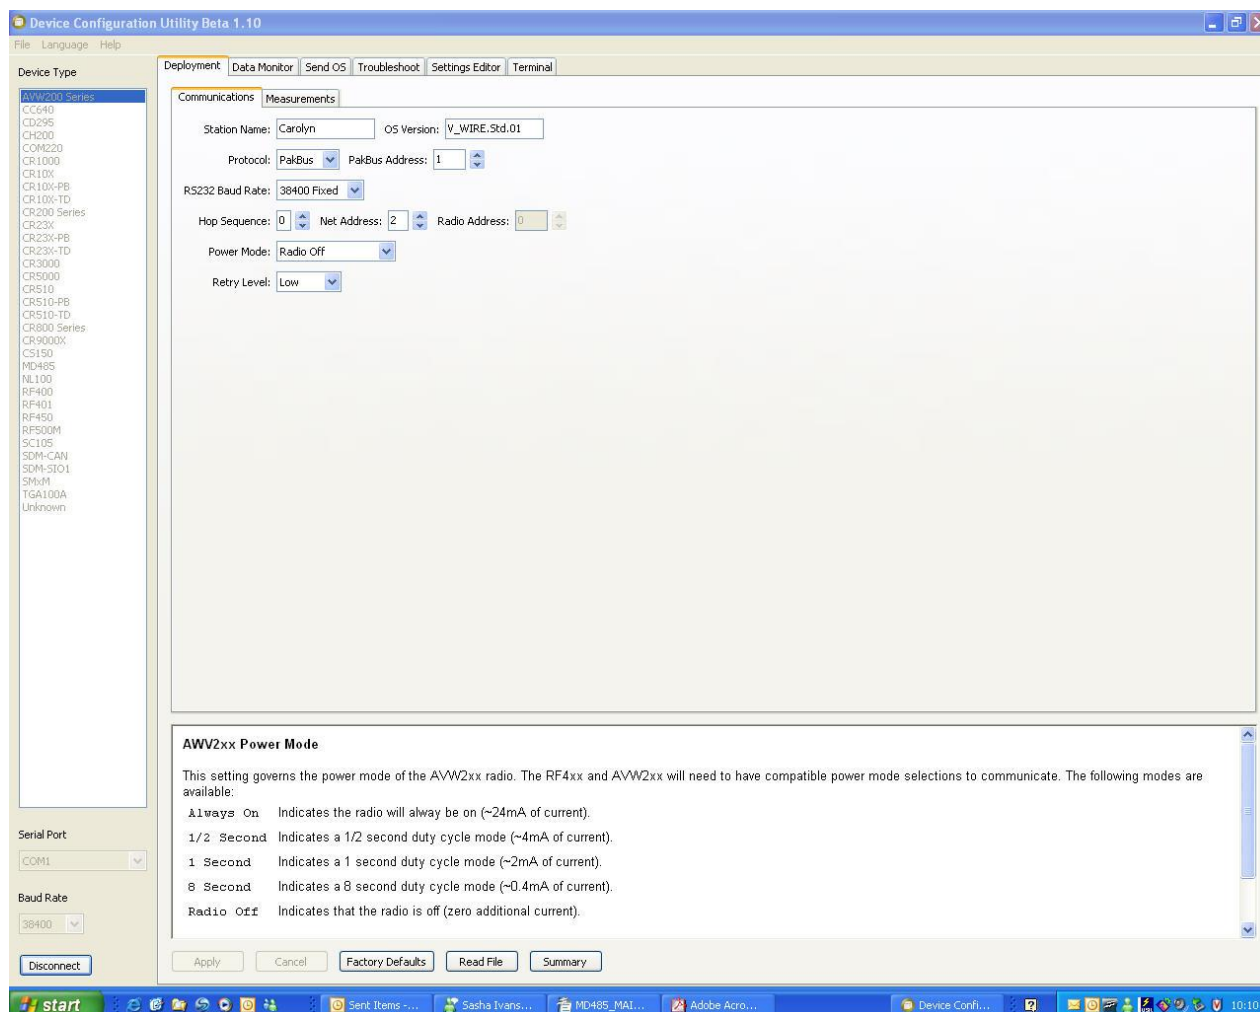 Device Configuration Utility Beta 1.10
File Language Help
Device Type
AVW200 Series
CC640
CD295
CH200
COM220
CR1000
CR10X
CR10X-PB
CR10X-TD
CR200 Series
CR23X
CR23X-PB
CR23X-TD
CR3000
CR5000
CR510
CR510-PB
CR510-TD
CR800 Series
CR9000X
CS150
MD485
NL100
RF400
RF401
RF450
RF500M
SC105
SDM-CAN
SDM-SIO1
SMxM
TGA100A
Unknown
Serial Port
COM1
Baud Rate
38400
Disconnect
Deployment Data Monitor Send OS Troubleshoot Settings Editor Terminal
Communications Measurements
Station Name: Carolyn OS Version: V_WIRE.Std.01
Protocol: PakBus PakBus Address: 1
RS232 Baud Rate: 38400 Fixed
Hop Sequence: 0 Net Address: 2 Radio Address: 0
Power Mode: Radio Off
Retry Level: Low
AWV2xx Power Mode
This setting governs the power mode of the AVW2xx radio. The RF4xx and AVW2xx will need to have compatible power mode selections to communicate. The following modes are
available:
Always On Indicates the radio will alway be on (~24mA of current).
1/2 Second Indicates a 1/2 second duty cycle mode (~4mA of current).
1 Second Indicates a 1 second duty cycle mode (~2mA of current).
8 Second Indicates a 8 second duty cycle mode (~0.4mA of current).
Radio Off Indicates that the radio is off (zero additional current).
Apply Cancel Factory Defaults Read File Summary
start Sent Items -... Sasha Ivans... MD485_MAI... Adobe Acro... Device Confi... 10:10